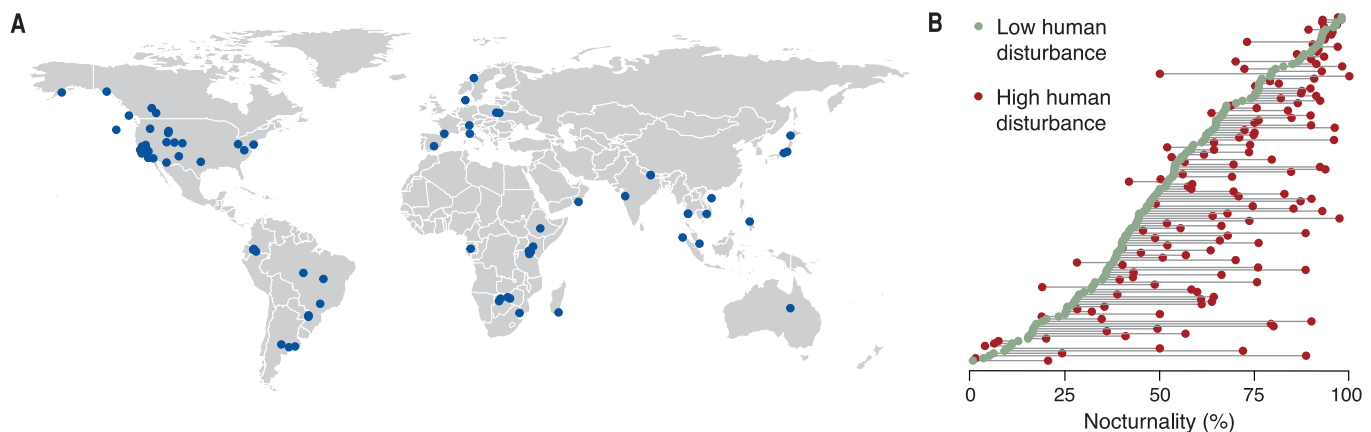 A
B
Low human
disturbance
High human
disturbance
0 25 50 75 100
Nocturnality (%)